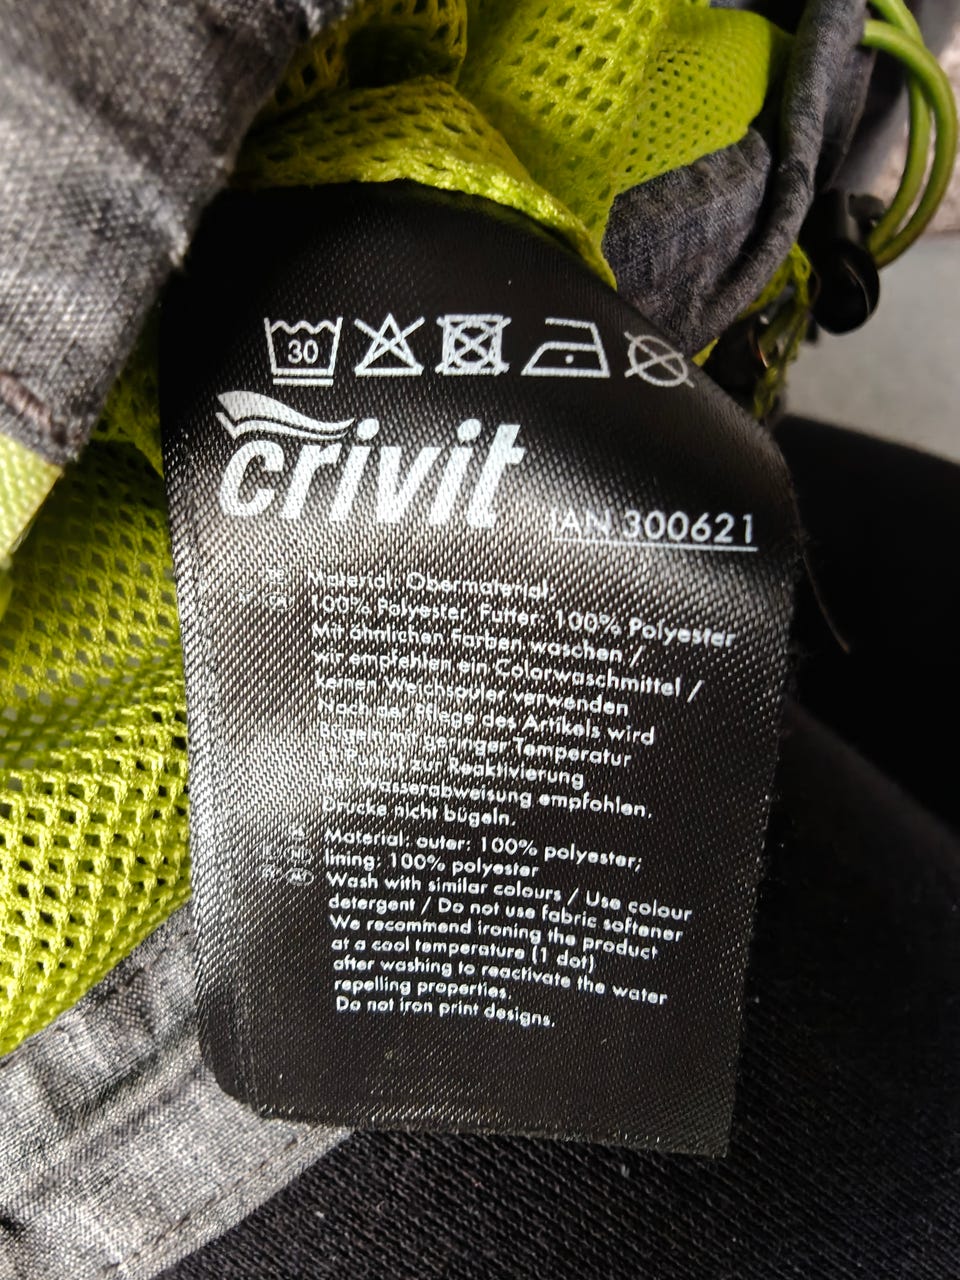 30
crivit
IAN 300621
DE
AT CH
Material: Obermaterial:
100% Polyester, Futter: 100% Polyester
Mit ähnlichen Farben waschen /
wir empfehlen ein Colorwaschmittel /
keinen Weichspüler verwenden
Nach der Pflege des Artikels wird
Bügeln mit geringer Temperatur
(1 Punkt) zur Reaktivierung
der Wasserabweisung empfohlen.
Drucke nicht bügeln.
Material: outer: 100% polyester;
lining: 100% polyester
Wash with similar colours / Use colour
detergent / Do not use fabric softener
We recommend ironing the product
at a cool temperature (1 dot)
after washing to reactivate the water
repelling properties.
Do not iron print designs.